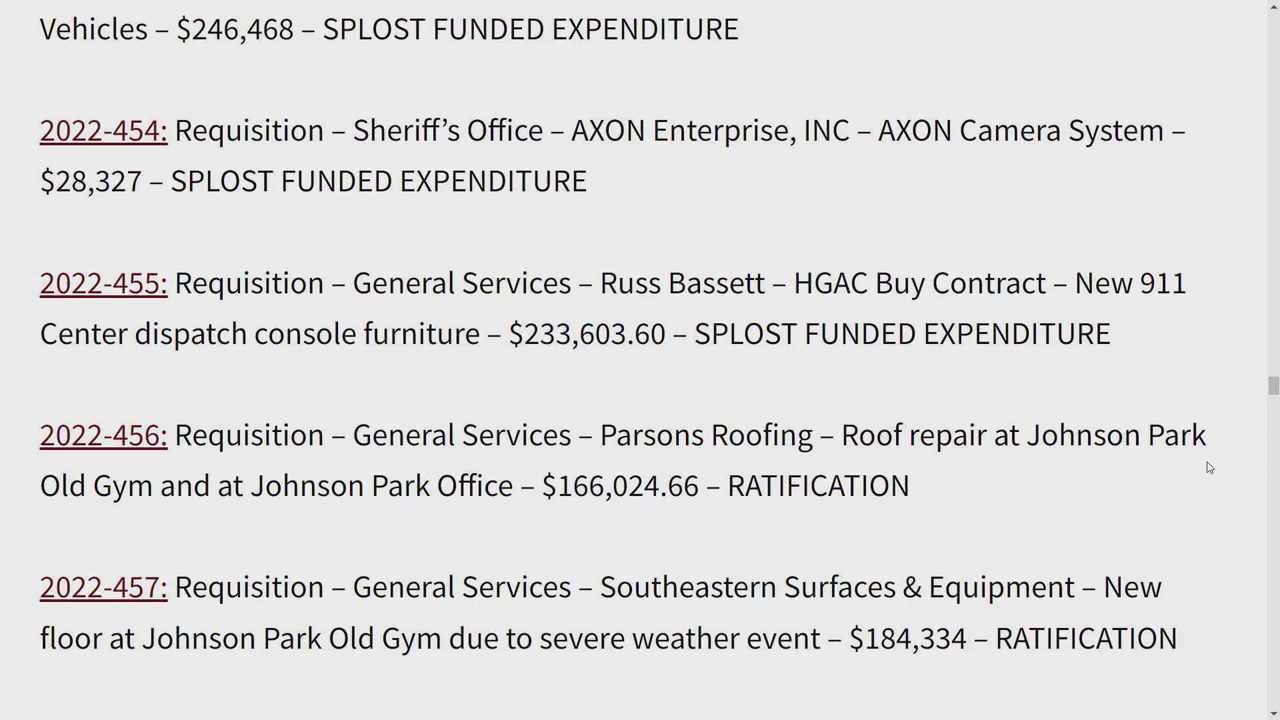 Vehicles – $246,468 – SPLOST FUNDED EXPENDITURE
2022-454: Requisition – Sheriff’s Office – AXON Enterprise, INC – AXON Camera System –
$28,327 – SPLOST FUNDED EXPENDITURE
2022-455: Requisition – General Services – Russ Bassett – HGAC Buy Contract – New 911
Center dispatch console furniture – $233,603.60 – SPLOST FUNDED EXPENDITURE
2022-456: Requisition – General Services – Parsons Roofing – Roof repair at Johnson Park
Old Gym and at Johnson Park Office – $166,024.66 – RATIFICATION
2022-457: Requisition – General Services – Southeastern Surfaces & Equipment – New
floor at Johnson Park Old Gym due to severe weather event – $184,334 – RATIFICATION